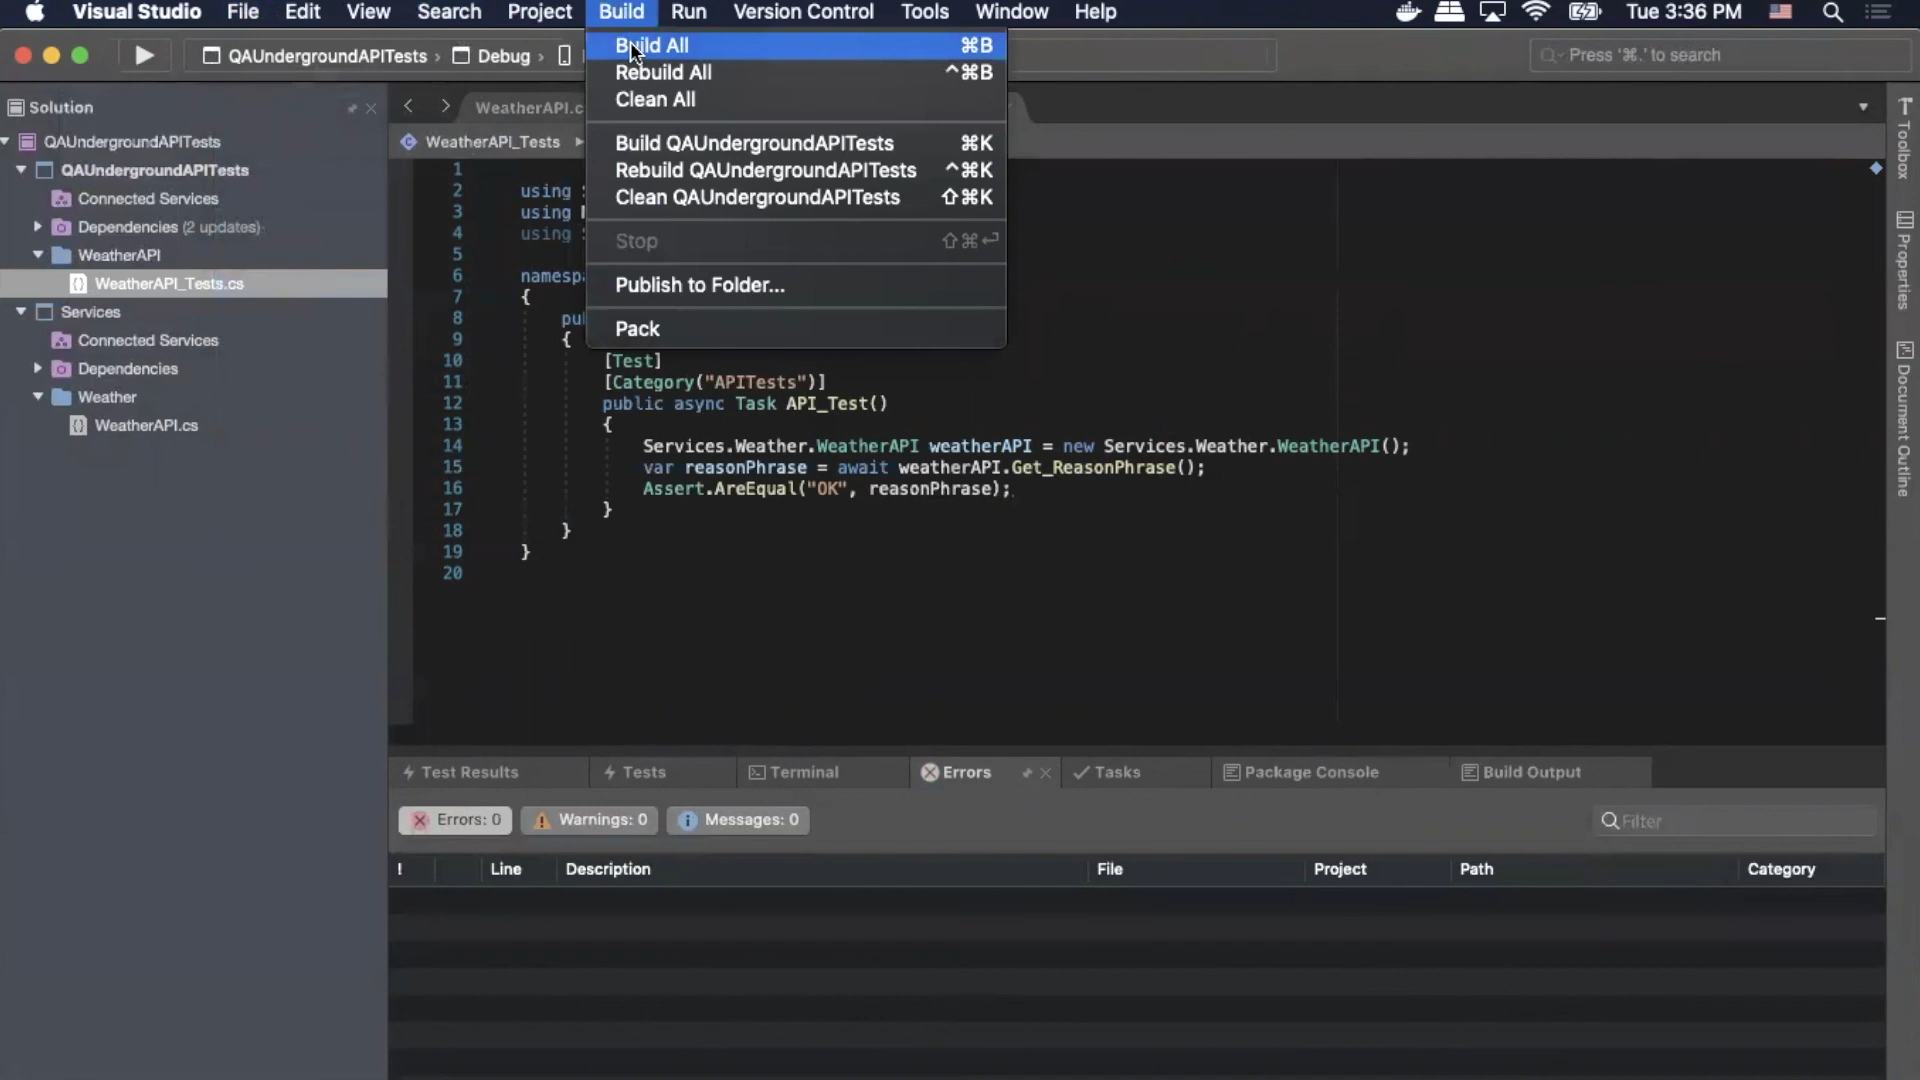 Visual Studio File Edit View Search Project Build Run Version Control Tools Window Help Tue 3:36 PM
QAUndergroundAPITests › Debug ›
Press '⌘.' to search
Build All ⌘B
Rebuild All ^⌘B
Clean All
Build QAUndergroundAPITests ⌘K
Rebuild QAUndergroundAPITests ^⌘K
Clean QAUndergroundAPITests ⇧⌘K
Stop ⇧⌘↩
Publish to Folder...
Pack
Solution
QAUndergroundAPITests
QAUndergroundAPITests
Connected Services
Dependencies (2 updates)
WeatherAPI
WeatherAPI_Tests.cs
Services
Connected Services
Dependencies
Weather
WeatherAPI.cs
WeatherAPI.c
WeatherAPI_Tests
1
2 using
3 using
4 using
5
6 namesp
7 {
8 pu
9 {
10 [Test]
11 [Category("APITests")]
12 public async Task API_Test()
13 {
14 Services.Weather.WeatherAPI weatherAPI = new Services.Weather.WeatherAPI();
15 var reasonPhrase = await weatherAPI.Get_ReasonPhrase();
16 Assert.AreEqual("OK", reasonPhrase);
17 }
18 }
19 }
20
Toolbox
Properties
Document Outline
Test Results Tests Terminal Errors Tasks Package Console Build Output
Errors: 0 Warnings: 0 Messages: 0 Filter
! Line Description File Project Path Category